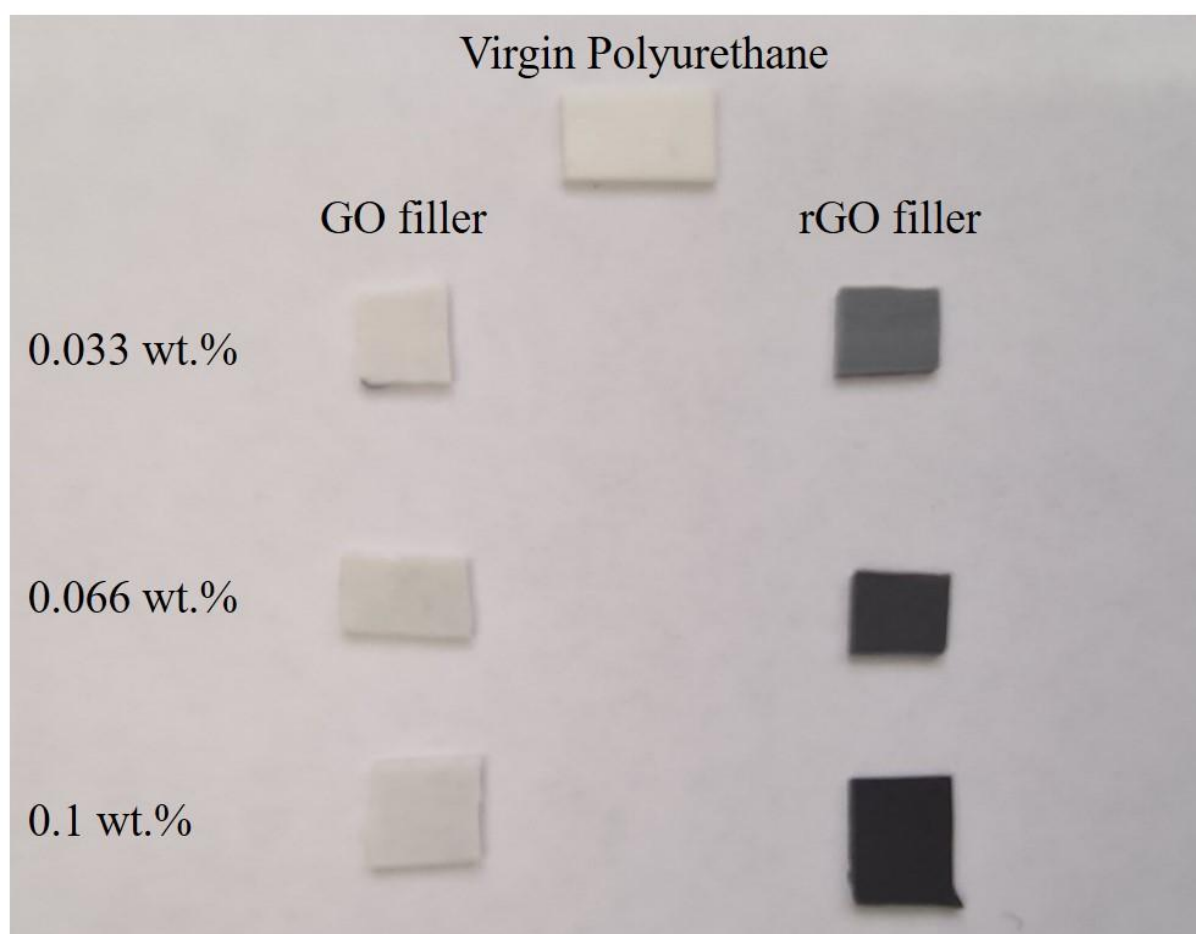 Virgin Polyurethane
GO filler
rGO filler
0.033 wt.%
0.066 wt.%
0.1 wt.%